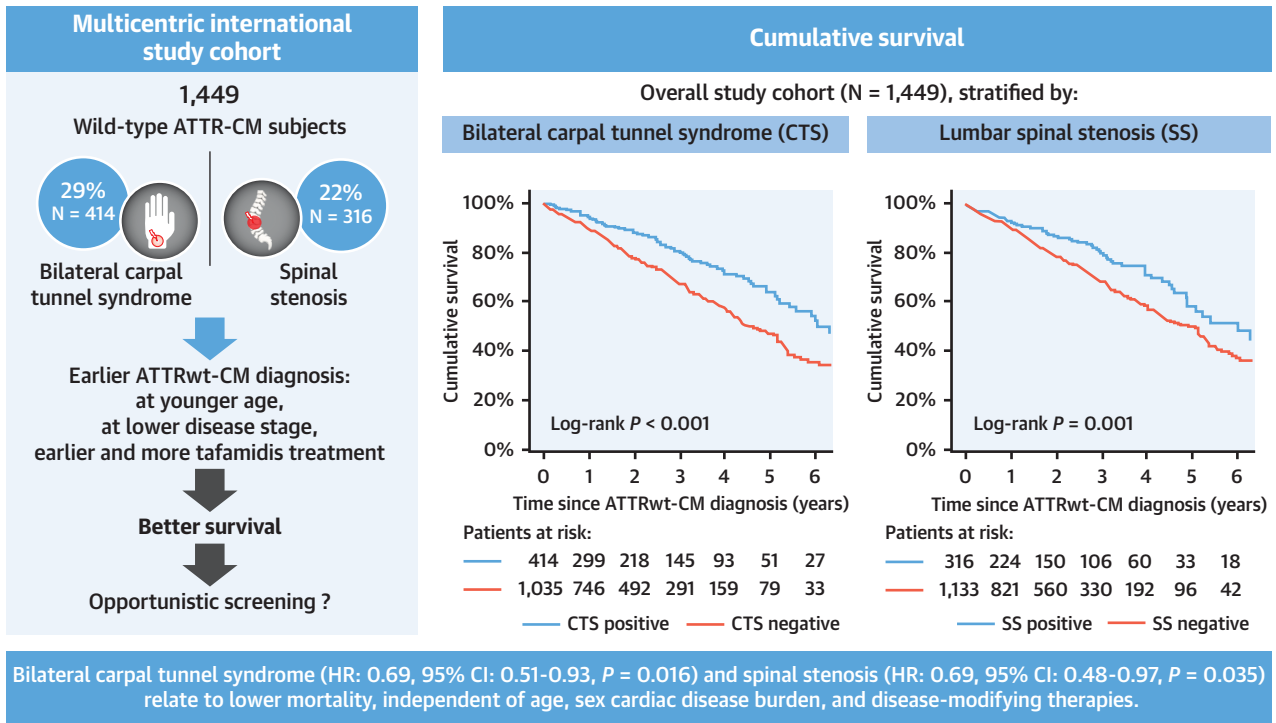 Multicentric international
study cohort
1,449
Wild-type ATTR-CM subjects
29%
N = 414
22%
N = 316
Bilateral carpal
tunnel syndrome
Spinal
stenosis
Earlier ATTRwt-CM diagnosis:
at younger age,
at lower disease stage,
earlier and more tafamidis treatment
Better survival
Opportunistic screening ?
Cumulative survival
Overall study cohort (N = 1,449), stratified by:
Bilateral carpal tunnel syndrome (CTS)
Cumulative survival
100%
80%
60%
40%
20%
0%
Log-rank P < 0.001
0 1 2 3 4 5 6
Time since ATTRwt-CM diagnosis (years)
Patients at risk:
414 299 218 145 93 51 27
1,035 746 492 291 159 79 33
CTS positive CTS negative
Lumbar spinal stenosis (SS)
Cumulative survival
100%
80%
60%
40%
20%
0%
Log-rank P = 0.001
0 1 2 3 4 5 6
Time since ATTRwt-CM diagnosis (years)
Patients at risk:
316 224 150 106 60 33 18
1,133 821 560 330 192 96 42
SS positive SS negative
Bilateral carpal tunnel syndrome (HR: 0.69, 95% CI: 0.51-0.93, P = 0.016) and spinal stenosis (HR: 0.69, 95% CI: 0.48-0.97, P = 0.035)
relate to lower mortality, independent of age, sex cardiac disease burden, and disease-modifying therapies.